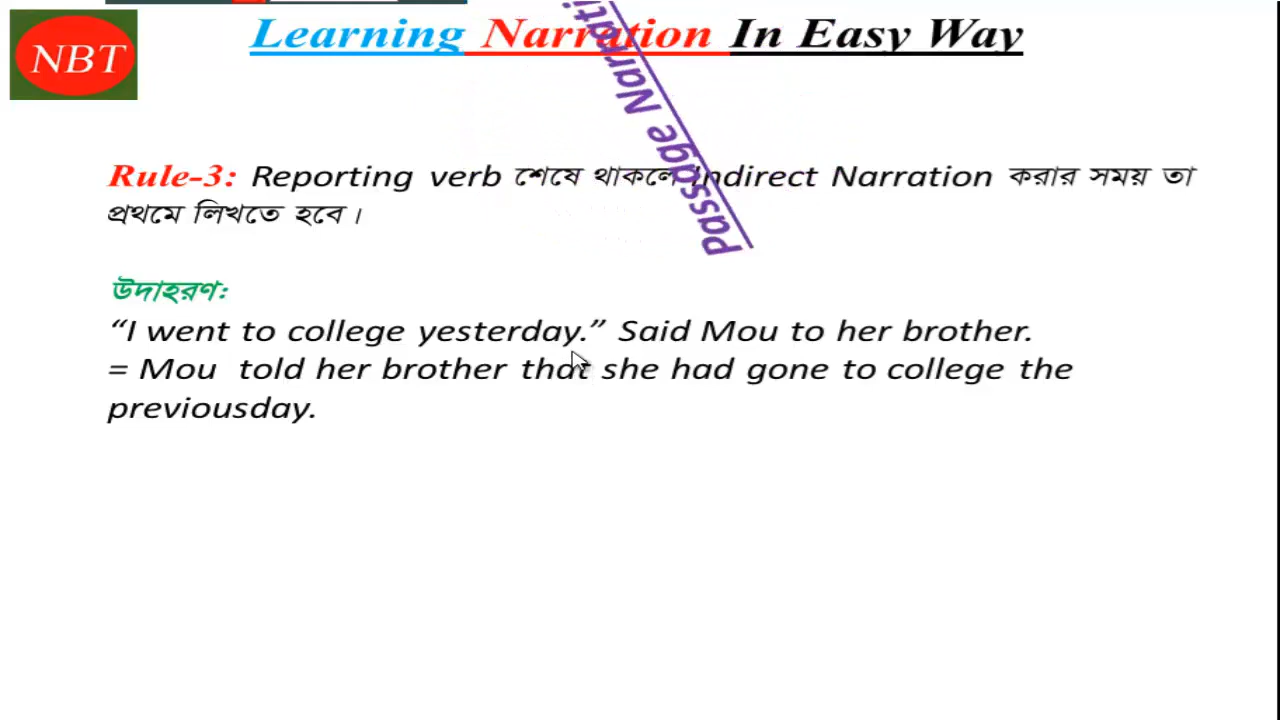 Learning Narration In Easy Way
NBT
Passage Narrati
Rule-3: Reporting verb শেষে থাকলে Indirect Narration করার সময় তা
প্রথমে লিখতে হবে।
উদাহরণ:
“I went to college yesterday.” Said Mou to her brother.
= Mou told her brother that she had gone to college the
previousday.